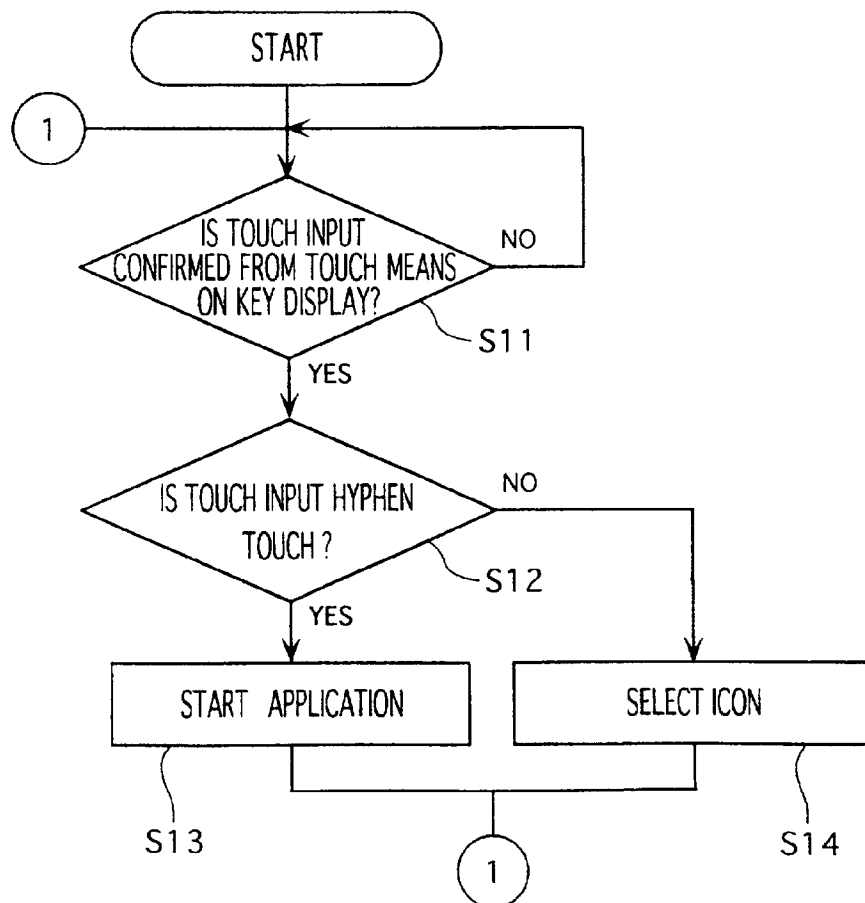 START
1
IS TOUCH INPUT
CONFIRMED FROM TOUCH MEANS
ON KEY DISPLAY?
NO
S11
YES
IS TOUCH INPUT HYPHEN
TOUCH ?
NO
S12
YES
START APPLICATION
SELECT ICON
S13
S14
1